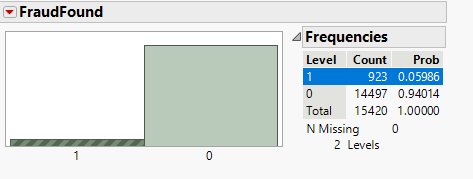 FraudFound
Frequencies
Level Count Prob
1 923 0.05986
0 14497 0.94014
Total 15420 1.00000
N Missing 0
2 Levels
1 0